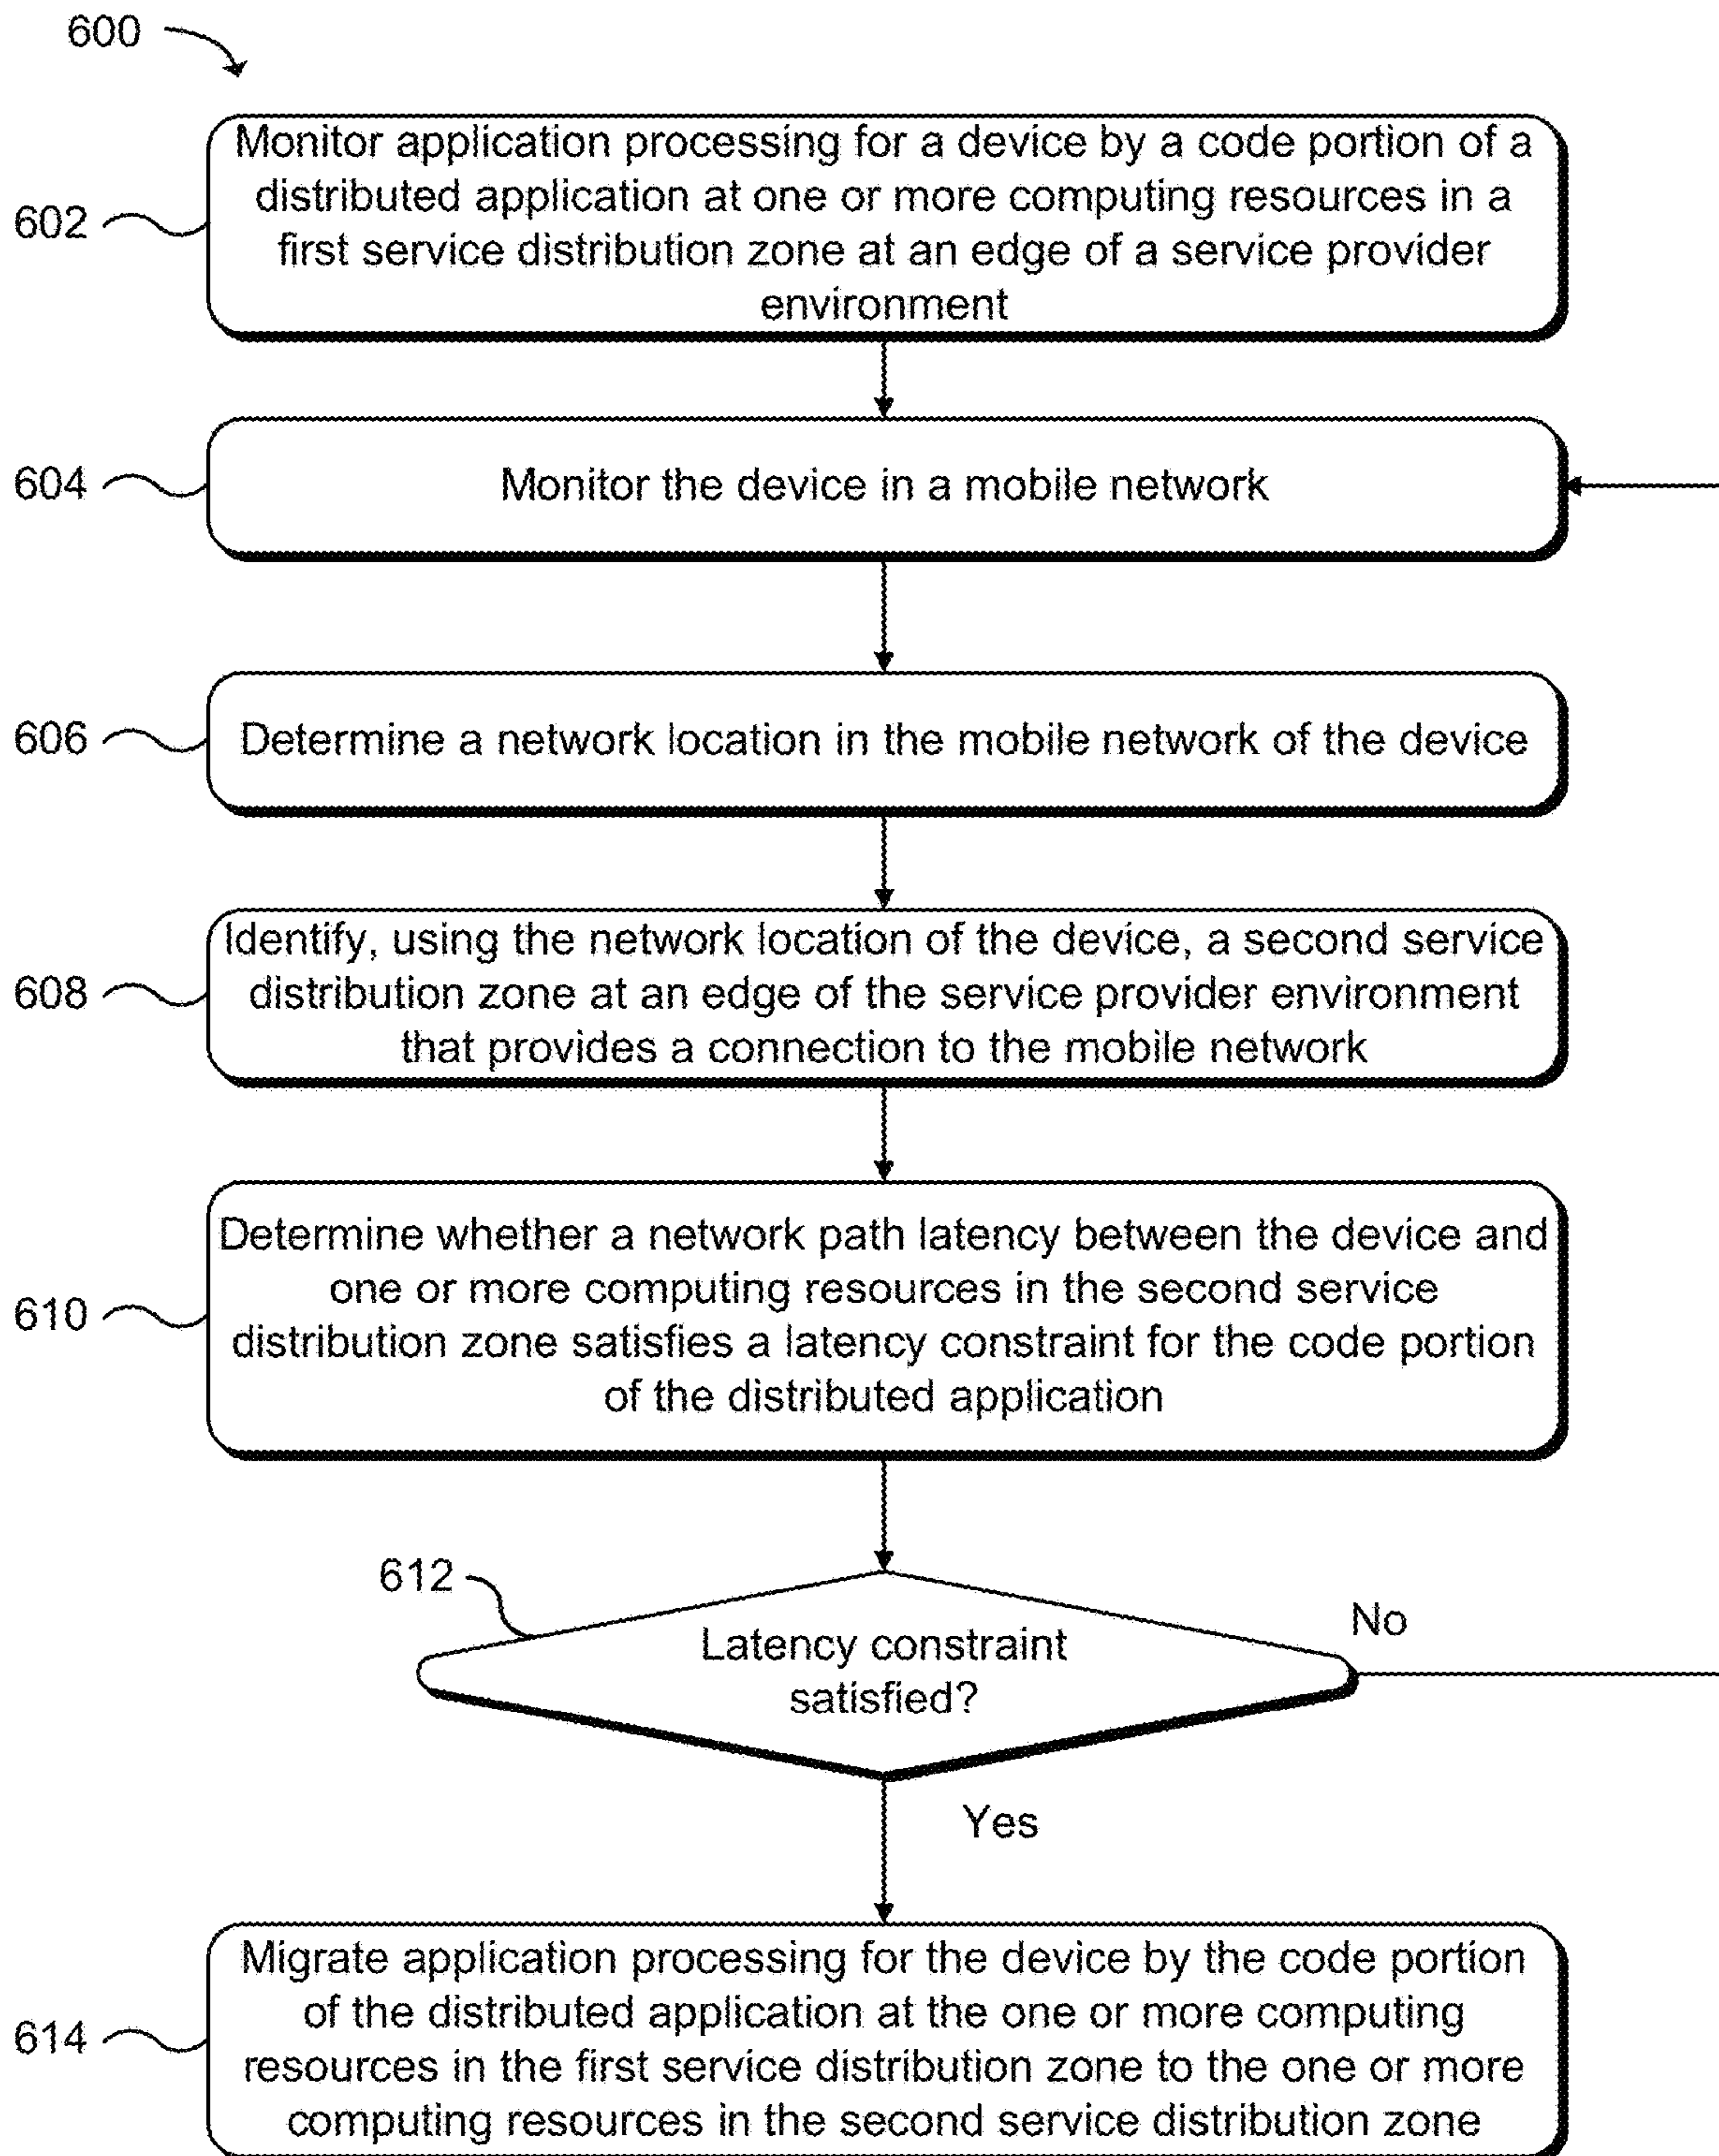 600
602
Monitor application processing for a device by a code portion of a
distributed application at one or more computing resources in a
first service distribution zone at an edge of a service provider
environment
604
Monitor the device in a mobile network
606
Determine a network location in the mobile network of the device
608
Identify, using the network location of the device, a second service
distribution zone at an edge of the service provider environment
that provides a connection to the mobile network
610
Determine whether a network path latency between the device and
one or more computing resources in the second service
distribution zone satisfies a latency constraint for the code portion
of the distributed application
612
Latency constraint
satisfied?
No
Yes
614
Migrate application processing for the device by the code portion
of the distributed application at the one or more computing
resources in the first service distribution zone to the one or more
computing resources in the second service distribution zone